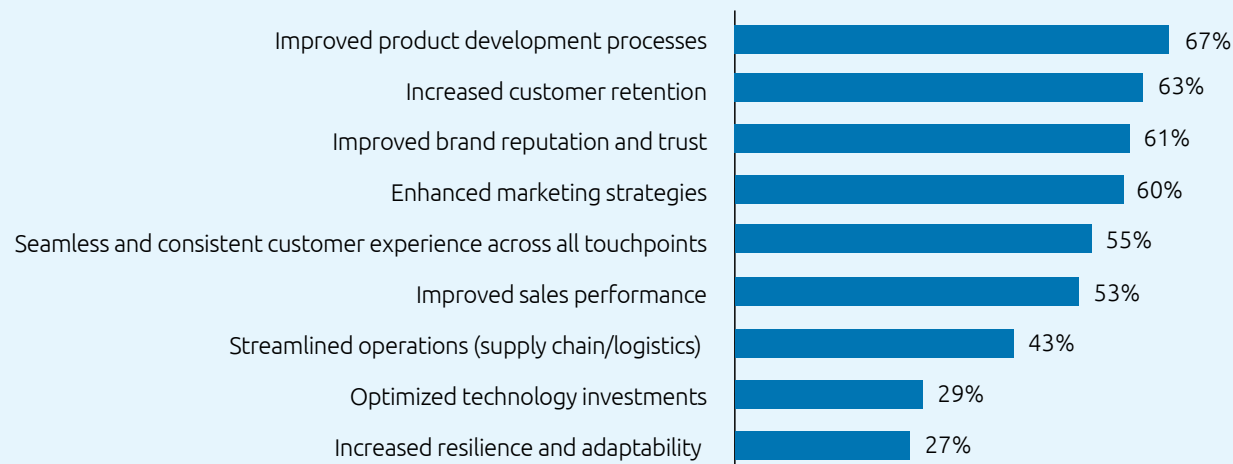 Improved product development processes 67%
Increased customer retention 63%
Improved brand reputation and trust 61%
Enhanced marketing strategies 60%
Seamless and consistent customer experience across all touchpoints 55%
Improved sales performance 53%
Streamlined operations (supply chain/logistics) 43%
Optimized technology investments 29%
Increased resilience and adaptability 27%